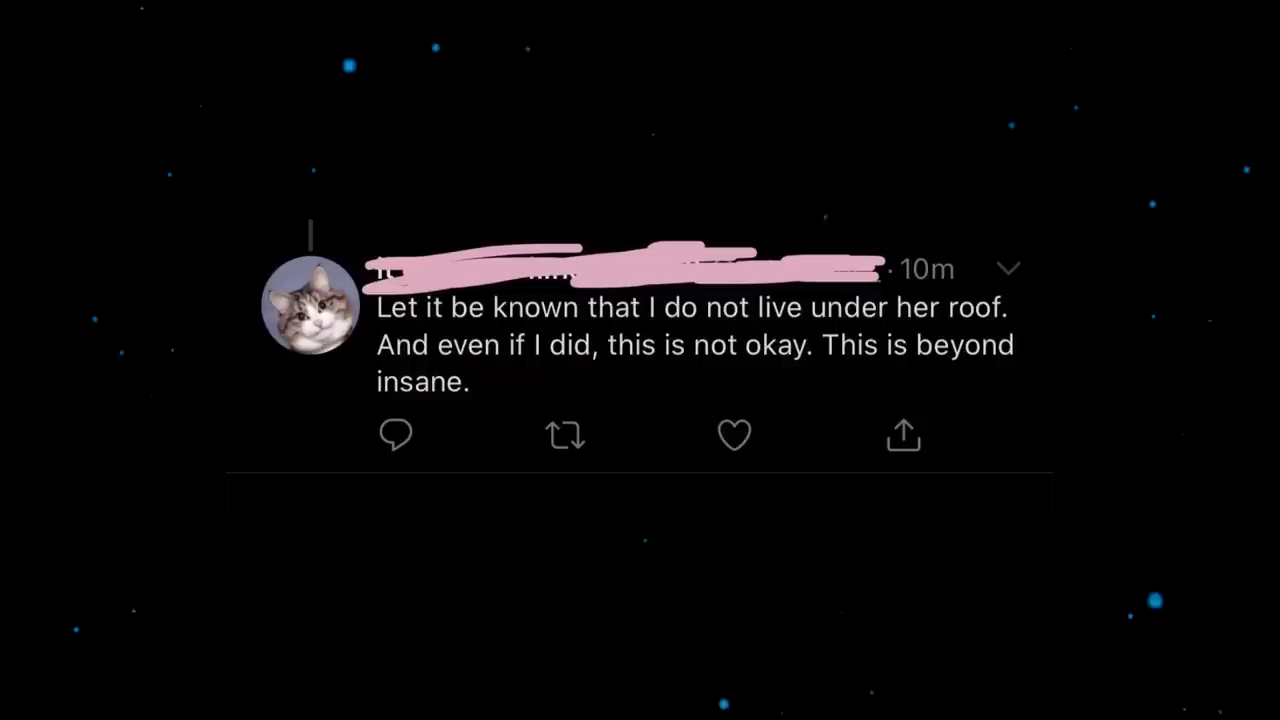 · 10m
Let it be known that I do not live under her roof.
And even if I did, this is not okay. This is beyond
insane.